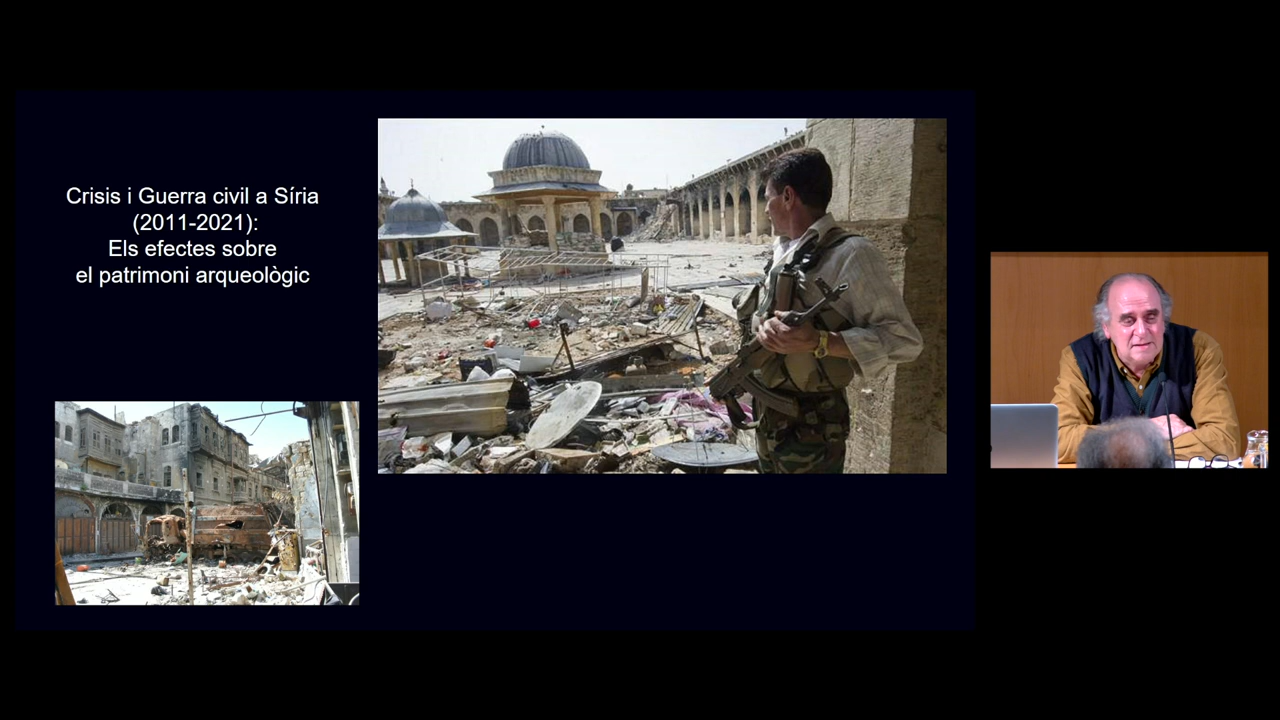 Crisis i Guerra civil a Síria
(2011-2021):
Els efectes sobre
el patrimoni arqueològic